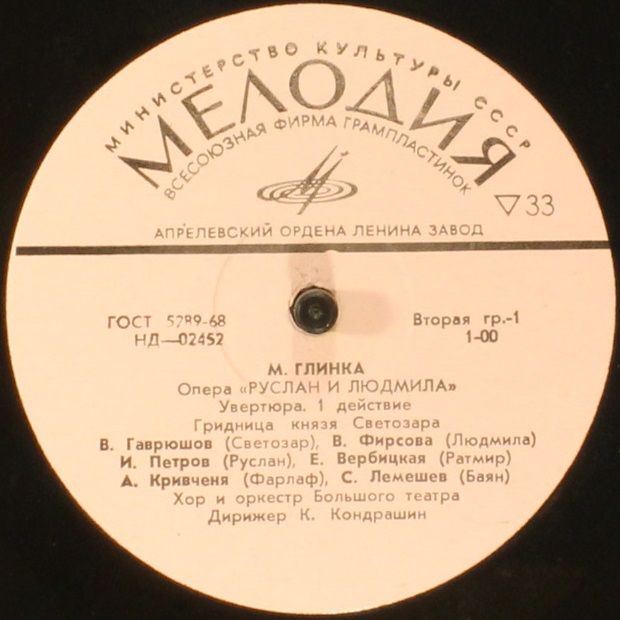 МИНИСТЕРСТВО КУЛЬТУРЫ СССР
МЕЛОДИЯ
ВСЕСОЮЗНАЯ ФИРМА ГРАМПЛАСТИНОК
▽ 33
АПРЕЛЕВСКИЙ ОРДЕНА ЛЕНИНА ЗАВОД
ГОСТ 5289-68
Вторая гр.-1
НД—02452
1-00
М. ГЛИНКА
Опера «РУСЛАН И ЛЮДМИЛА»
Увертюра. 1 действие
Гридница князя Светозара
В. Гаврюшов (Светозар), В. Фирсова (Людмила)
И. Петров (Руслан), Е. Вербицкая (Ратмир)
А. Кривченя (Фарлаф), С. Лемешев (Баян)
Хор и оркестр Большого театра
Дирижер К. Кондрашин